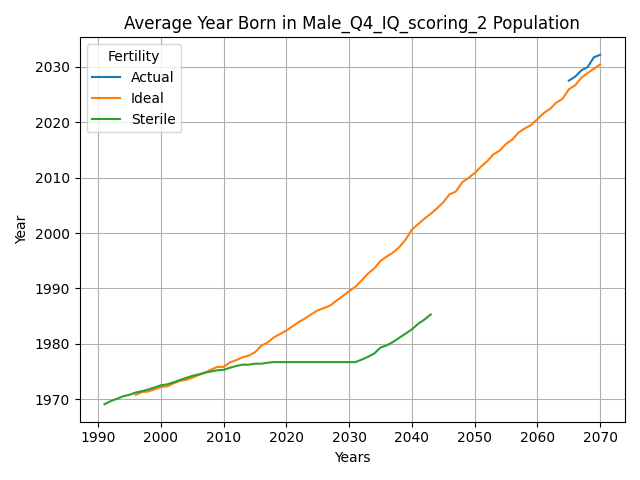 Average Year Born in Male_Q4_IQ_scoring_2 Population
Fertility
Actual
Ideal
Sterile
Year
2030
2020
2010
2000
1990
1980
1970
1990 2000 2010 2020 2030 2040 2050 2060 2070
Years